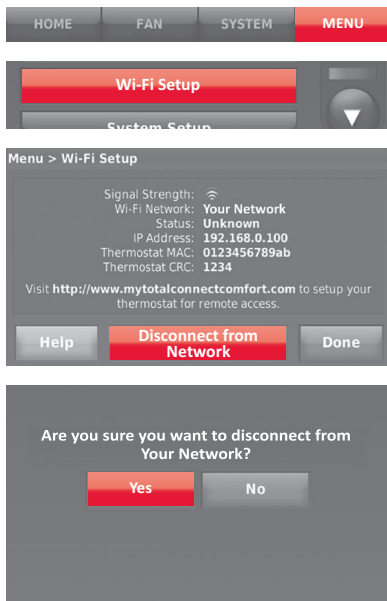 HOME FAN SYSTEM MENU
Wi-Fi Setup
System Setup
Menu > Wi-Fi Setup
Signal Strength:
Wi-Fi Network: Your Network
Status: Unknown
IP Address: 192.168.0.100
Thermostat MAC: 0123456789ab
Thermostat CRC: 1234
Visit http://www.mytotalconnectcomfort.com to setup your
thermostat for remote access.
Help Disconnect from Network Done
Are you sure you want to disconnect from
Your Network?
Yes No